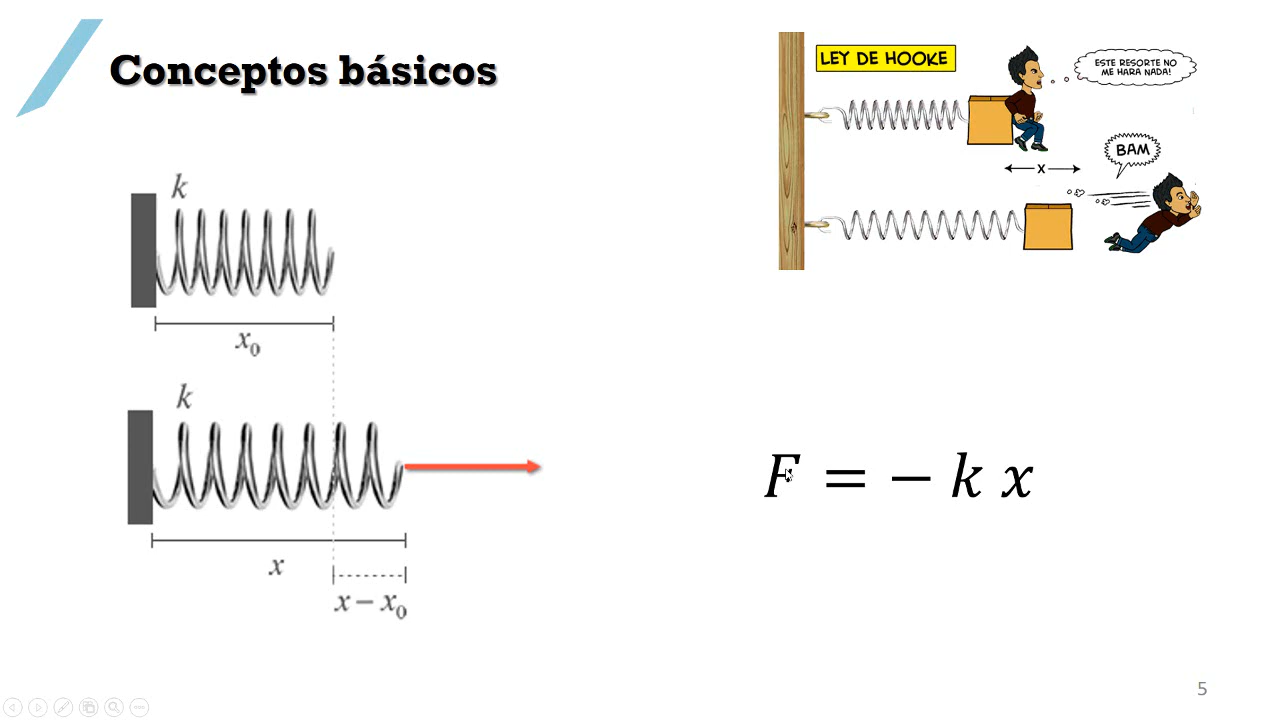 Conceptos básicos
LEY DE HOOKE
ESTE RESORTE NO
ME HARA NADA!
x
BAM
k
x₀
k
x
x − x₀
F = − k x
5